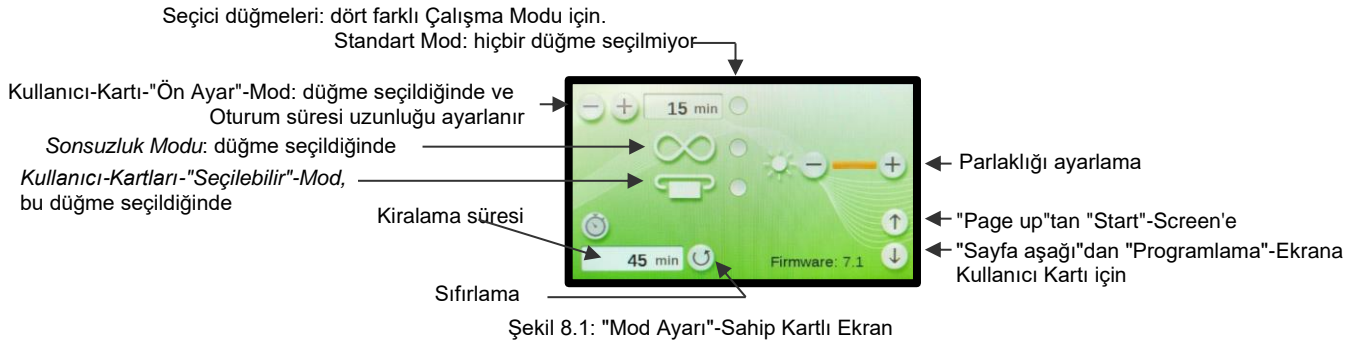 Seçici düğmeleri: dört farklı Çalışma Modu için.
Standart Mod: hiçbir düğme seçilmiyor
Kullanıcı-Kartı-"Ön Ayar"-Mod: düğme seçildiğinde ve
Oturum süresi uzunluğu ayarlanır
Sonsuzluk Modu: düğme seçildiğinde
Kullanıcı-Kartları-"Seçilebilir"-Mod,
bu düğme seçildiğinde
Kiralama süresi
Sıfırlama
15 min
45 min
Firmware: 7.1
Parlaklığı ayarlama
"Page up"tan "Start"-Screen'e
"Sayfa aşağı"dan "Programlama"-Ekrana
Kullanıcı Kartı için
Şekil 8.1: "Mod Ayarı"-Sahip Kartlı Ekran